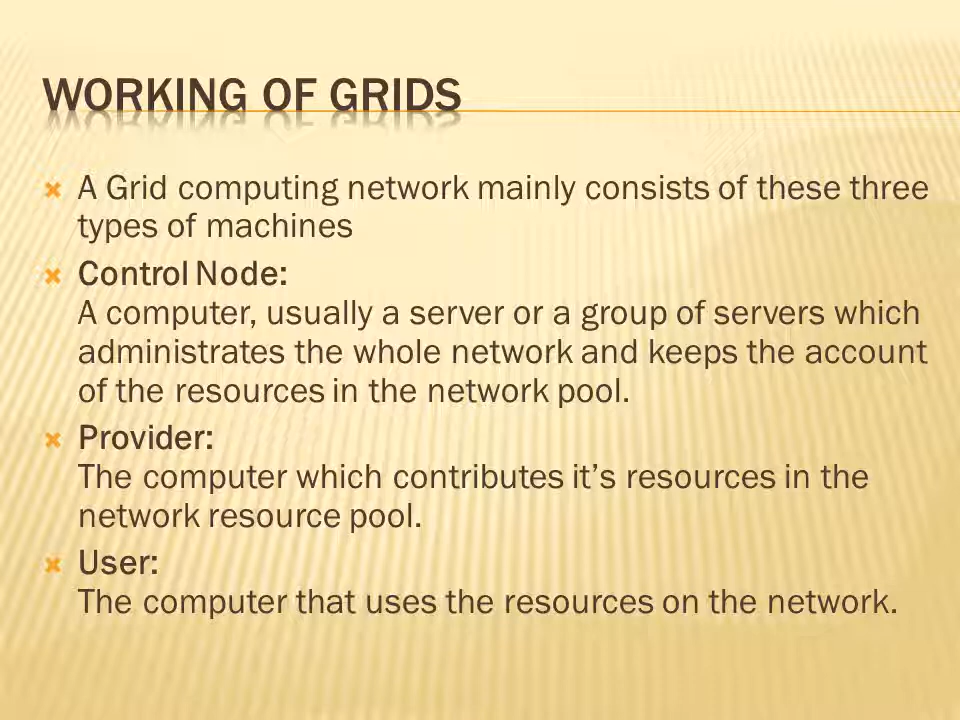 WORKING OF GRIDS
A Grid computing network mainly consists of these three
types of machines
Control Node:
A computer, usually a server or a group of servers which
administrates the whole network and keeps the account
of the resources in the network pool.
Provider:
The computer which contributes it’s resources in the
network resource pool.
User:
The computer that uses the resources on the network.